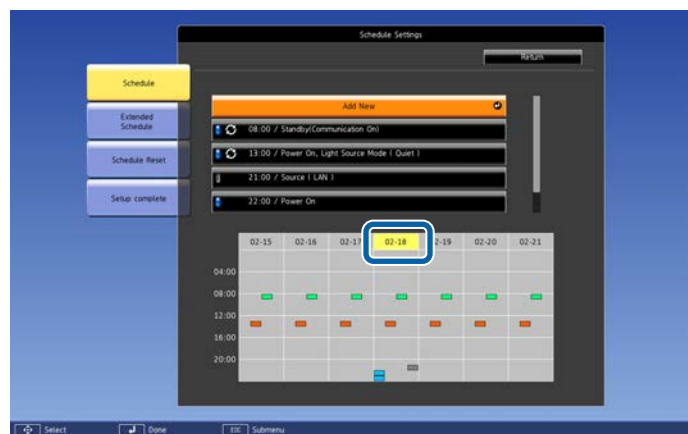 Schedule Settings
Return
Schedule
Extended
Schedule
Schedule Reset
Setup complete
Add New
08:00 / Standby(Communication On)
13:00 / Power On, Light Source Mode ( Quiet )
21:00 / Source ( LAN )
22:00 / Power On
02-15 02-16 02-17 02-18 02-19 02-20 02-21
04:00
08:00
12:00
16:00
20:00
Select Done ESC Submenu